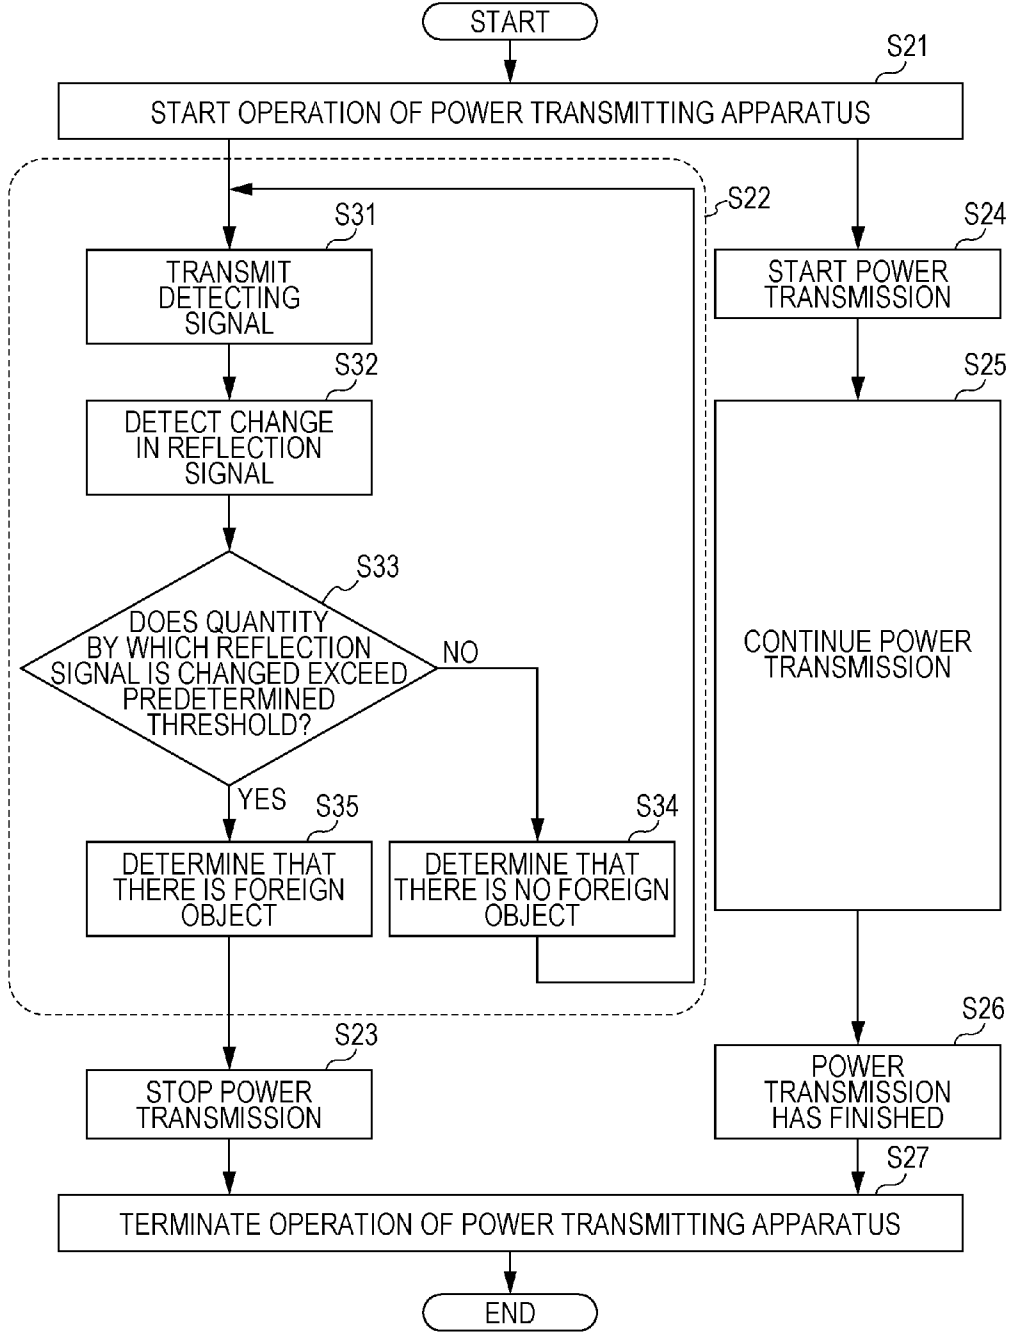 START
S21
START OPERATION OF POWER TRANSMITTING APPARATUS
S22
S31
TRANSMIT
DETECTING
SIGNAL
S24
START POWER
TRANSMISSION
S32
DETECT CHANGE
IN REFLECTION
SIGNAL
S25
CONTINUE POWER
TRANSMISSION
S33
DOES QUANTITY
BY WHICH REFLECTION
SIGNAL IS CHANGED EXCEED
PREDETERMINED
THRESHOLD?
NO
YES
S35
DETERMINE THAT
THERE IS FOREIGN
OBJECT
S34
DETERMINE THAT
THERE IS NO FOREIGN
OBJECT
S23
STOP POWER
TRANSMISSION
S26
POWER
TRANSMISSION
HAS FINISHED
S27
TERMINATE OPERATION OF POWER TRANSMITTING APPARATUS
END